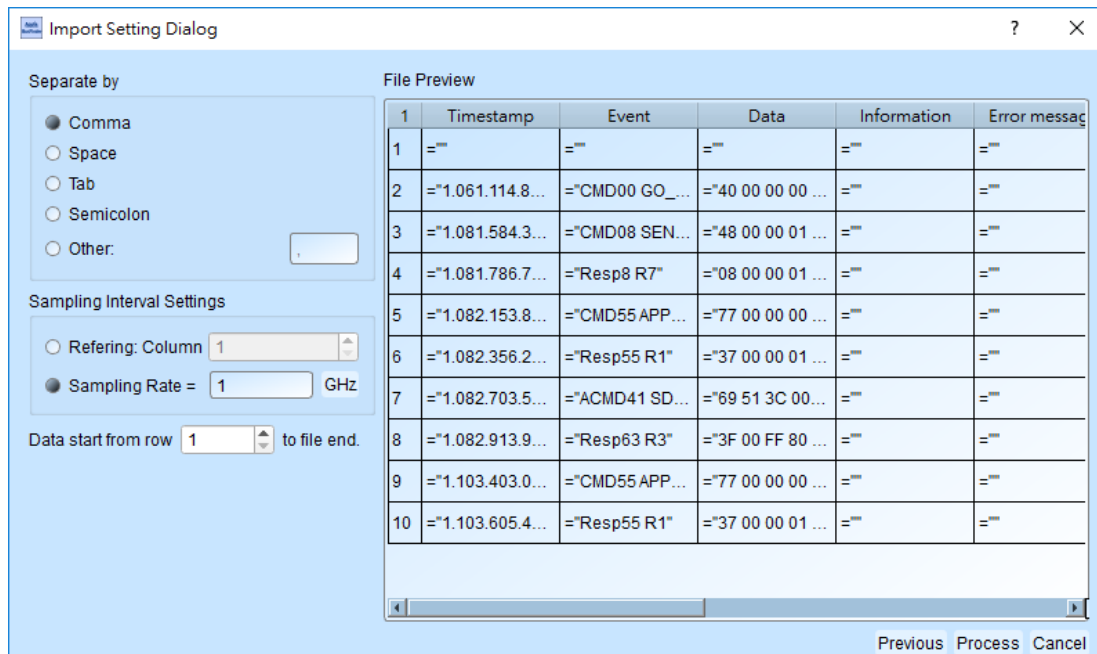 Import Setting Dialog
?
Separate by
Comma
Space
Tab
Semicolon
Other: ,
Sampling Interval Settings
Refering: Column 1
Sampling Rate = 1 GHz
Data start from row 1 to file end.
File Preview
1 Timestamp Event Data Information Error messag
1 ="" ="" ="" ="" =""
2 ="1.061.114.8... ="CMD00 GO_... ="40 00 00 00 ... ="" =""
3 ="1.081.584.3... ="CMD08 SEN... ="48 00 00 01 ... ="" =""
4 ="1.081.786.7... ="Resp8 R7" ="08 00 00 01 ... ="" =""
5 ="1.082.153.8... ="CMD55 APP... ="77 00 00 00 ... ="" =""
6 ="1.082.356.2... ="Resp55 R1" ="37 00 00 01 ... ="" =""
7 ="1.082.703.5... ="ACMD41 SD... ="69 51 3C 00... ="" =""
8 ="1.082.913.9... ="Resp63 R3" ="3F 00 FF 80 ... ="" =""
9 ="1.103.403.0... ="CMD55 APP... ="77 00 00 00 ... ="" =""
10 ="1.103.605.4... ="Resp55 R1" ="37 00 00 01 ... ="" =""
Previous Process Cancel